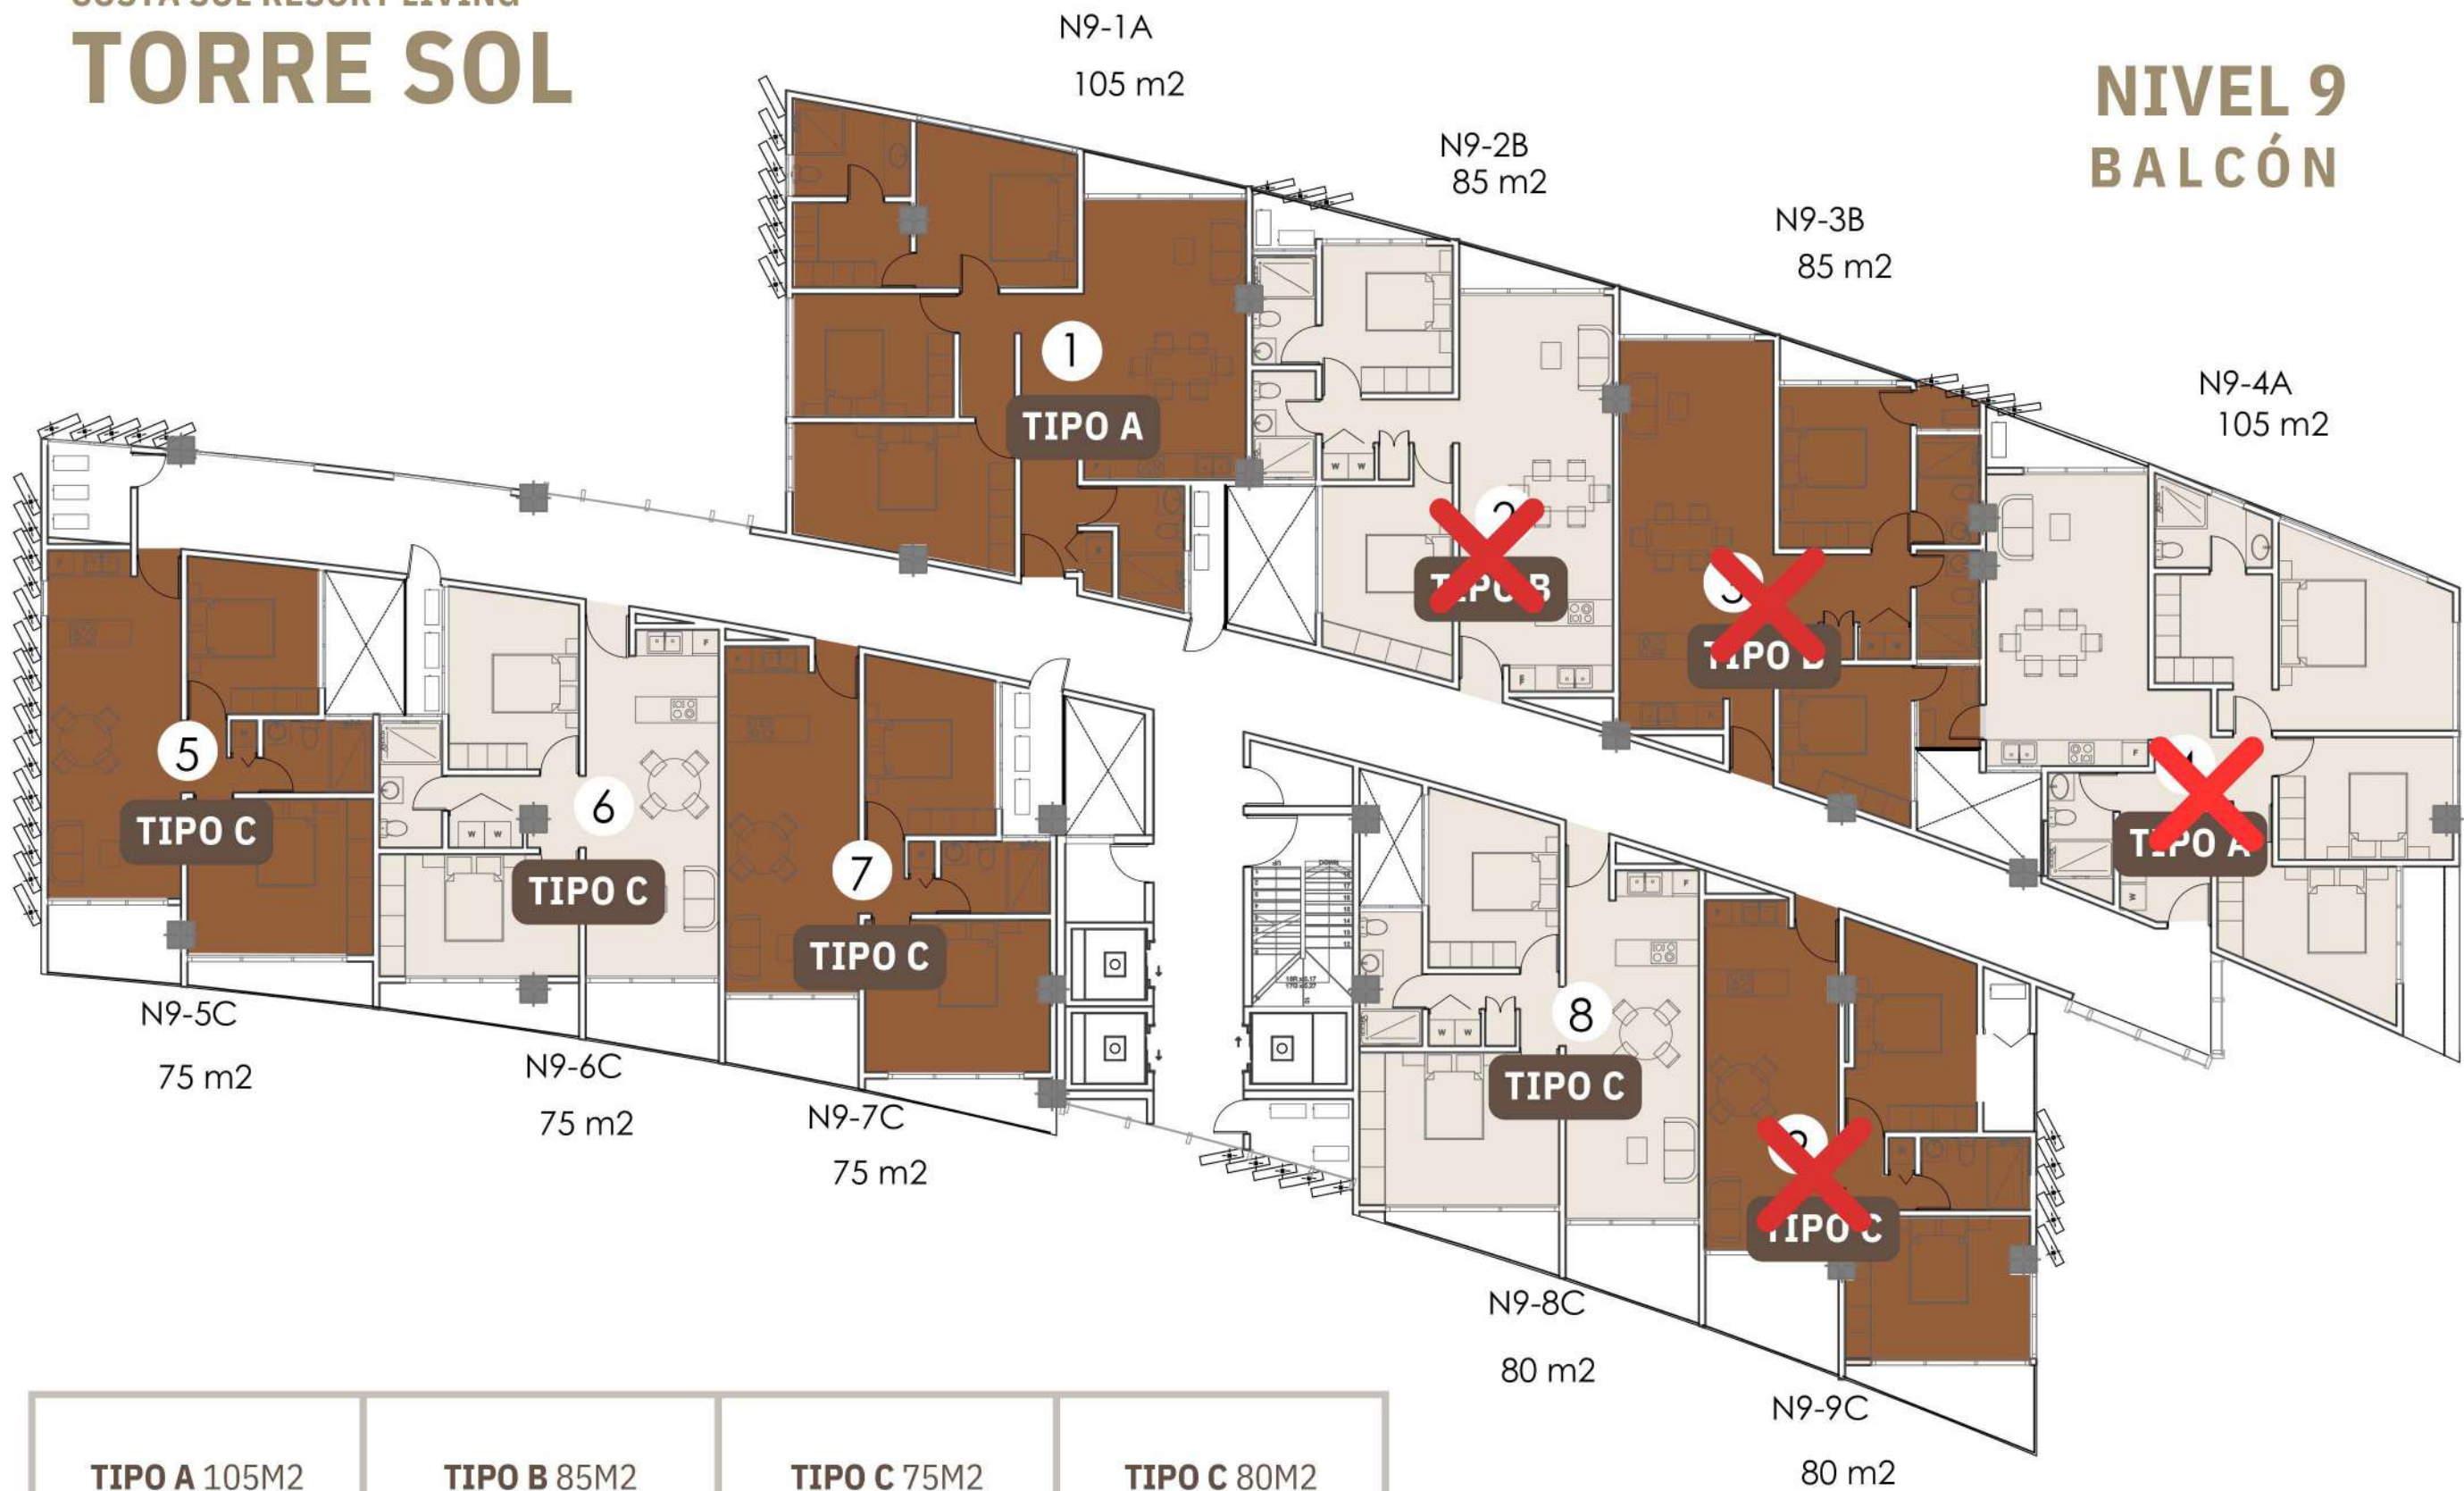 TORRE SOL
NIVEL 9
BALCÓN
N9-1A
105 m2
N9-2B
85 m2
N9-3B
85 m2
N9-4A
105 m2
1
TIPO A
TIPO B
TIPO A
5
TIPO C
6
TIPO C
7
TIPO C
8
TIPO C
TIPO C
N9-5C
75 m2
N9-6C
75 m2
N9-7C
75 m2
N9-8C
80 m2
N9-9C
80 m2
TIPO A 105M2
TIPO B 85M2
TIPO C 75M2
TIPO C 80M2